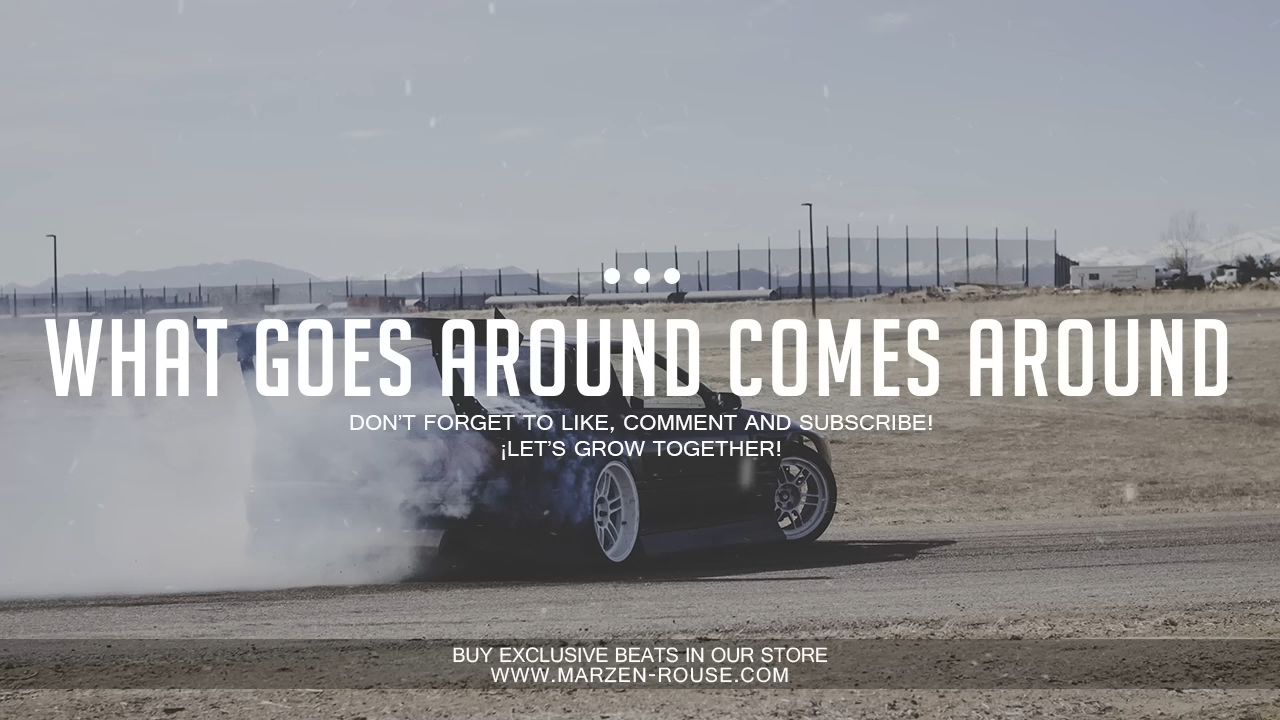 WHAT GOES AROUND COMES AROUND
DON'T FORGET TO LIKE, COMMENT AND SUBSCRIBE!
¡LET'S GROW TOGETHER!
BUY EXCLUSIVE BEATS IN OUR STORE
WWW.MARZEN-ROUSE.COM